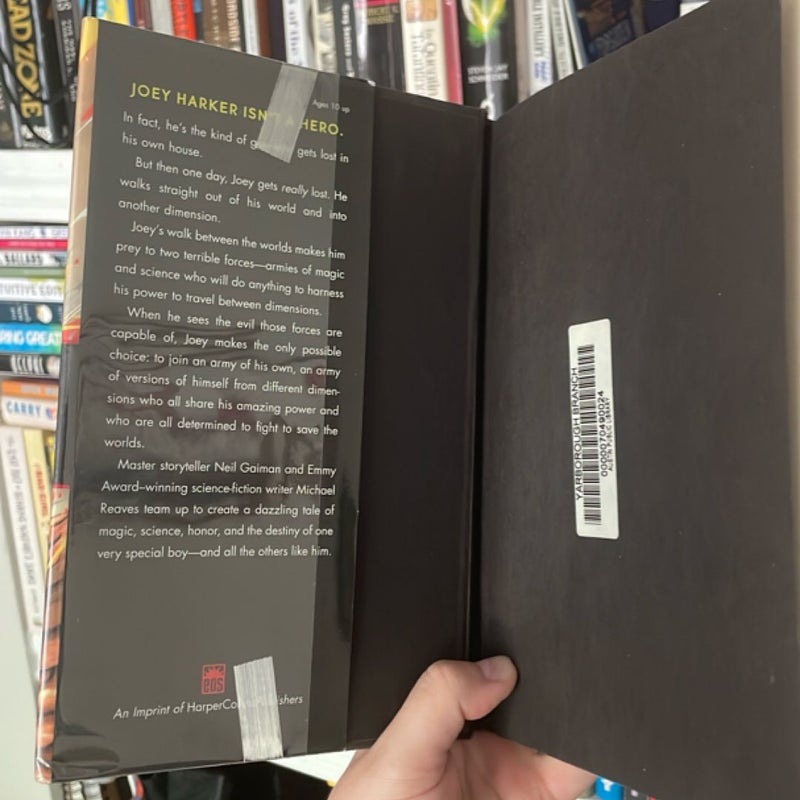 JOEY HARKER ISN'T A HERO.
Ages 10 up
In fact, he's the kind of gets lost in
his own house.
But then one day, Joey gets really lost. He
walks straight out of his world and into
another dimension.
Joey's walk between the worlds makes him
prey to two terrible forces—armies of magic
and science who will do anything to harness
his power to travel between dimensions.
When he sees the evil those forces are
capable of, Joey makes the only possible
choice: to join an army of his own, an army
of versions of himself from different dimen-
sions who all share his amazing power and
who are all determined to fight to save the
worlds.
Master storyteller Neil Gaiman and Emmy
Award–winning science-fiction writer Michael
Reaves team up to create a dazzling tale of
magic, science, honor, and the destiny of one
very special boy—and all the others like him.
eos
An Imprint of HarperCollinsPublishers
YARBOROUGH BRANCH
0000070490024
AUSTIN PUBLIC LIBRARY
BALLARD
CARRY